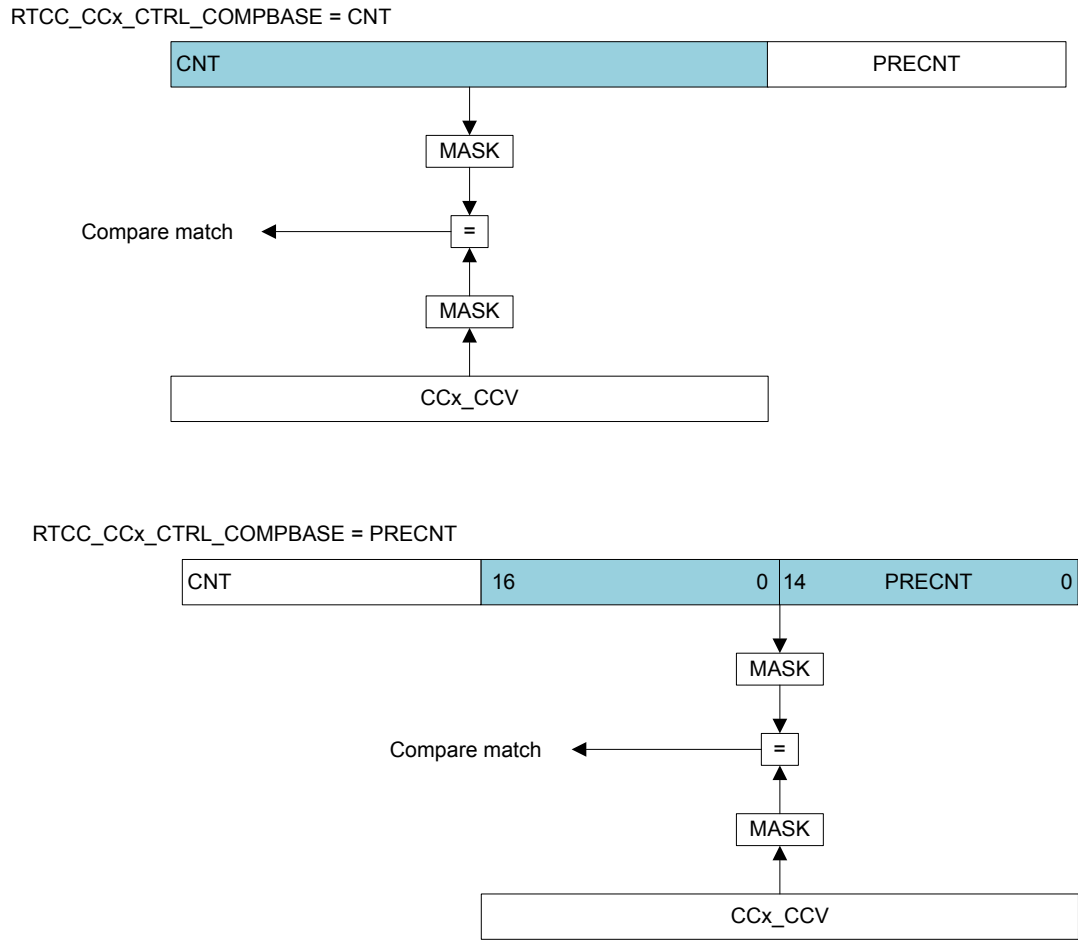 RTCC_CCx_CTRL_COMPBASE = CNT
CNT PRECNT
MASK
Compare match =
MASK
CCx_CCV
RTCC_CCx_CTRL_COMPBASE = PRECNT
CNT 16 0 14 PRECNT 0
MASK
Compare match =
MASK
CCx_CCV